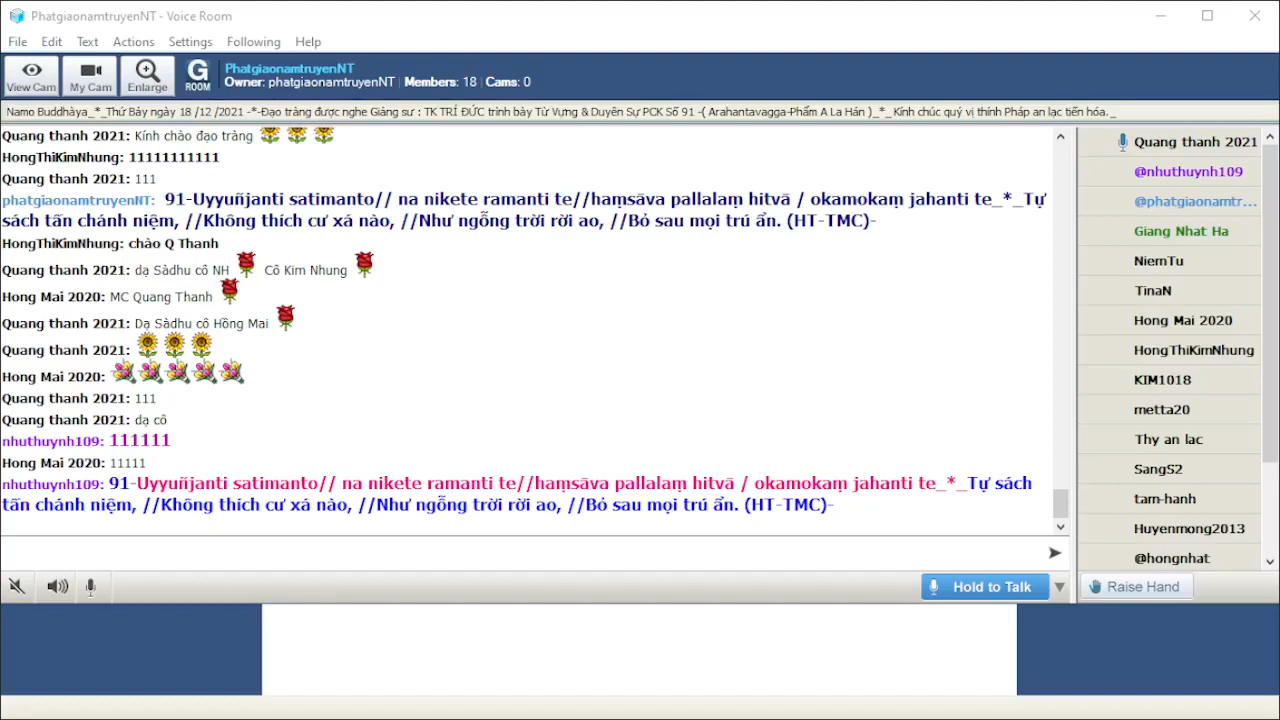 PhatgiaonamtruyenNT - Voice Room
File Edit Text Actions Settings Following Help
View Cam My Cam Enlarge G ROOM
PhatgiaonamtruyenNT
Owner: phatgiaonamtruyenNT | Members: 18 | Cams: 0
Namo Buddhàya_*_Thứ Bảy ngày 18 /12 /2021 -*-Đạo tràng được nghe Giảng sư : TK TRÍ ĐỨC trình bày Từ Vựng & Duyên Sự PCK Số 91 -( Arahantavagga-Phẩm A La Hán )_*_Kính chúc quý vị thính Pháp an lạc tiến hóa._
Quang thanh 2021: Kính chào đạo tràng
HongThiKimNhung: 11111111111
Quang thanh 2021: 111
phatgiaonamtruyenNT: 91-Uyyuñjanti satimanto// na nikete ramanti te//haṃsāva pallalaṃ hitvā / okamokaṃ jahanti te_*_Tự
sách tấn chánh niệm, //Không thích cư xá nào, //Như ngỗng trời rời ao, //Bỏ sau mọi trú ẩn. (HT-TMC)-
HongThiKimNhung: chào Q Thanh
Quang thanh 2021: dạ Sàdhu cô NH Cô Kim Nhung
Hong Mai 2020: MC Quang Thanh
Quang thanh 2021: Dạ Sàdhu cô Hồng Mai
Quang thanh 2021:
Hong Mai 2020:
Quang thanh 2021: 111
Quang thanh 2021: dạ cô
nhuthuynh109: 111111
Hong Mai 2020: 11111
nhuthuynh109: 91-Uyyuñjanti satimanto// na nikete ramanti te//haṃsāva pallalaṃ hitvā / okamokaṃ jahanti te_*_Tự sách
tấn chánh niệm, //Không thích cư xá nào, //Như ngỗng trời rời ao, //Bỏ sau mọi trú ẩn. (HT-TMC)-
Hold to Talk
Quang thanh 2021
@nhuthuynh109
@phatgiaonamtr...
Giang Nhat Ha
NiemTu
TinaN
Hong Mai 2020
HongThiKimNhung
KIM1018
metta20
Thy an lac
SangS2
tam-hanh
Huyenmong2013
@hongnhat
Raise Hand